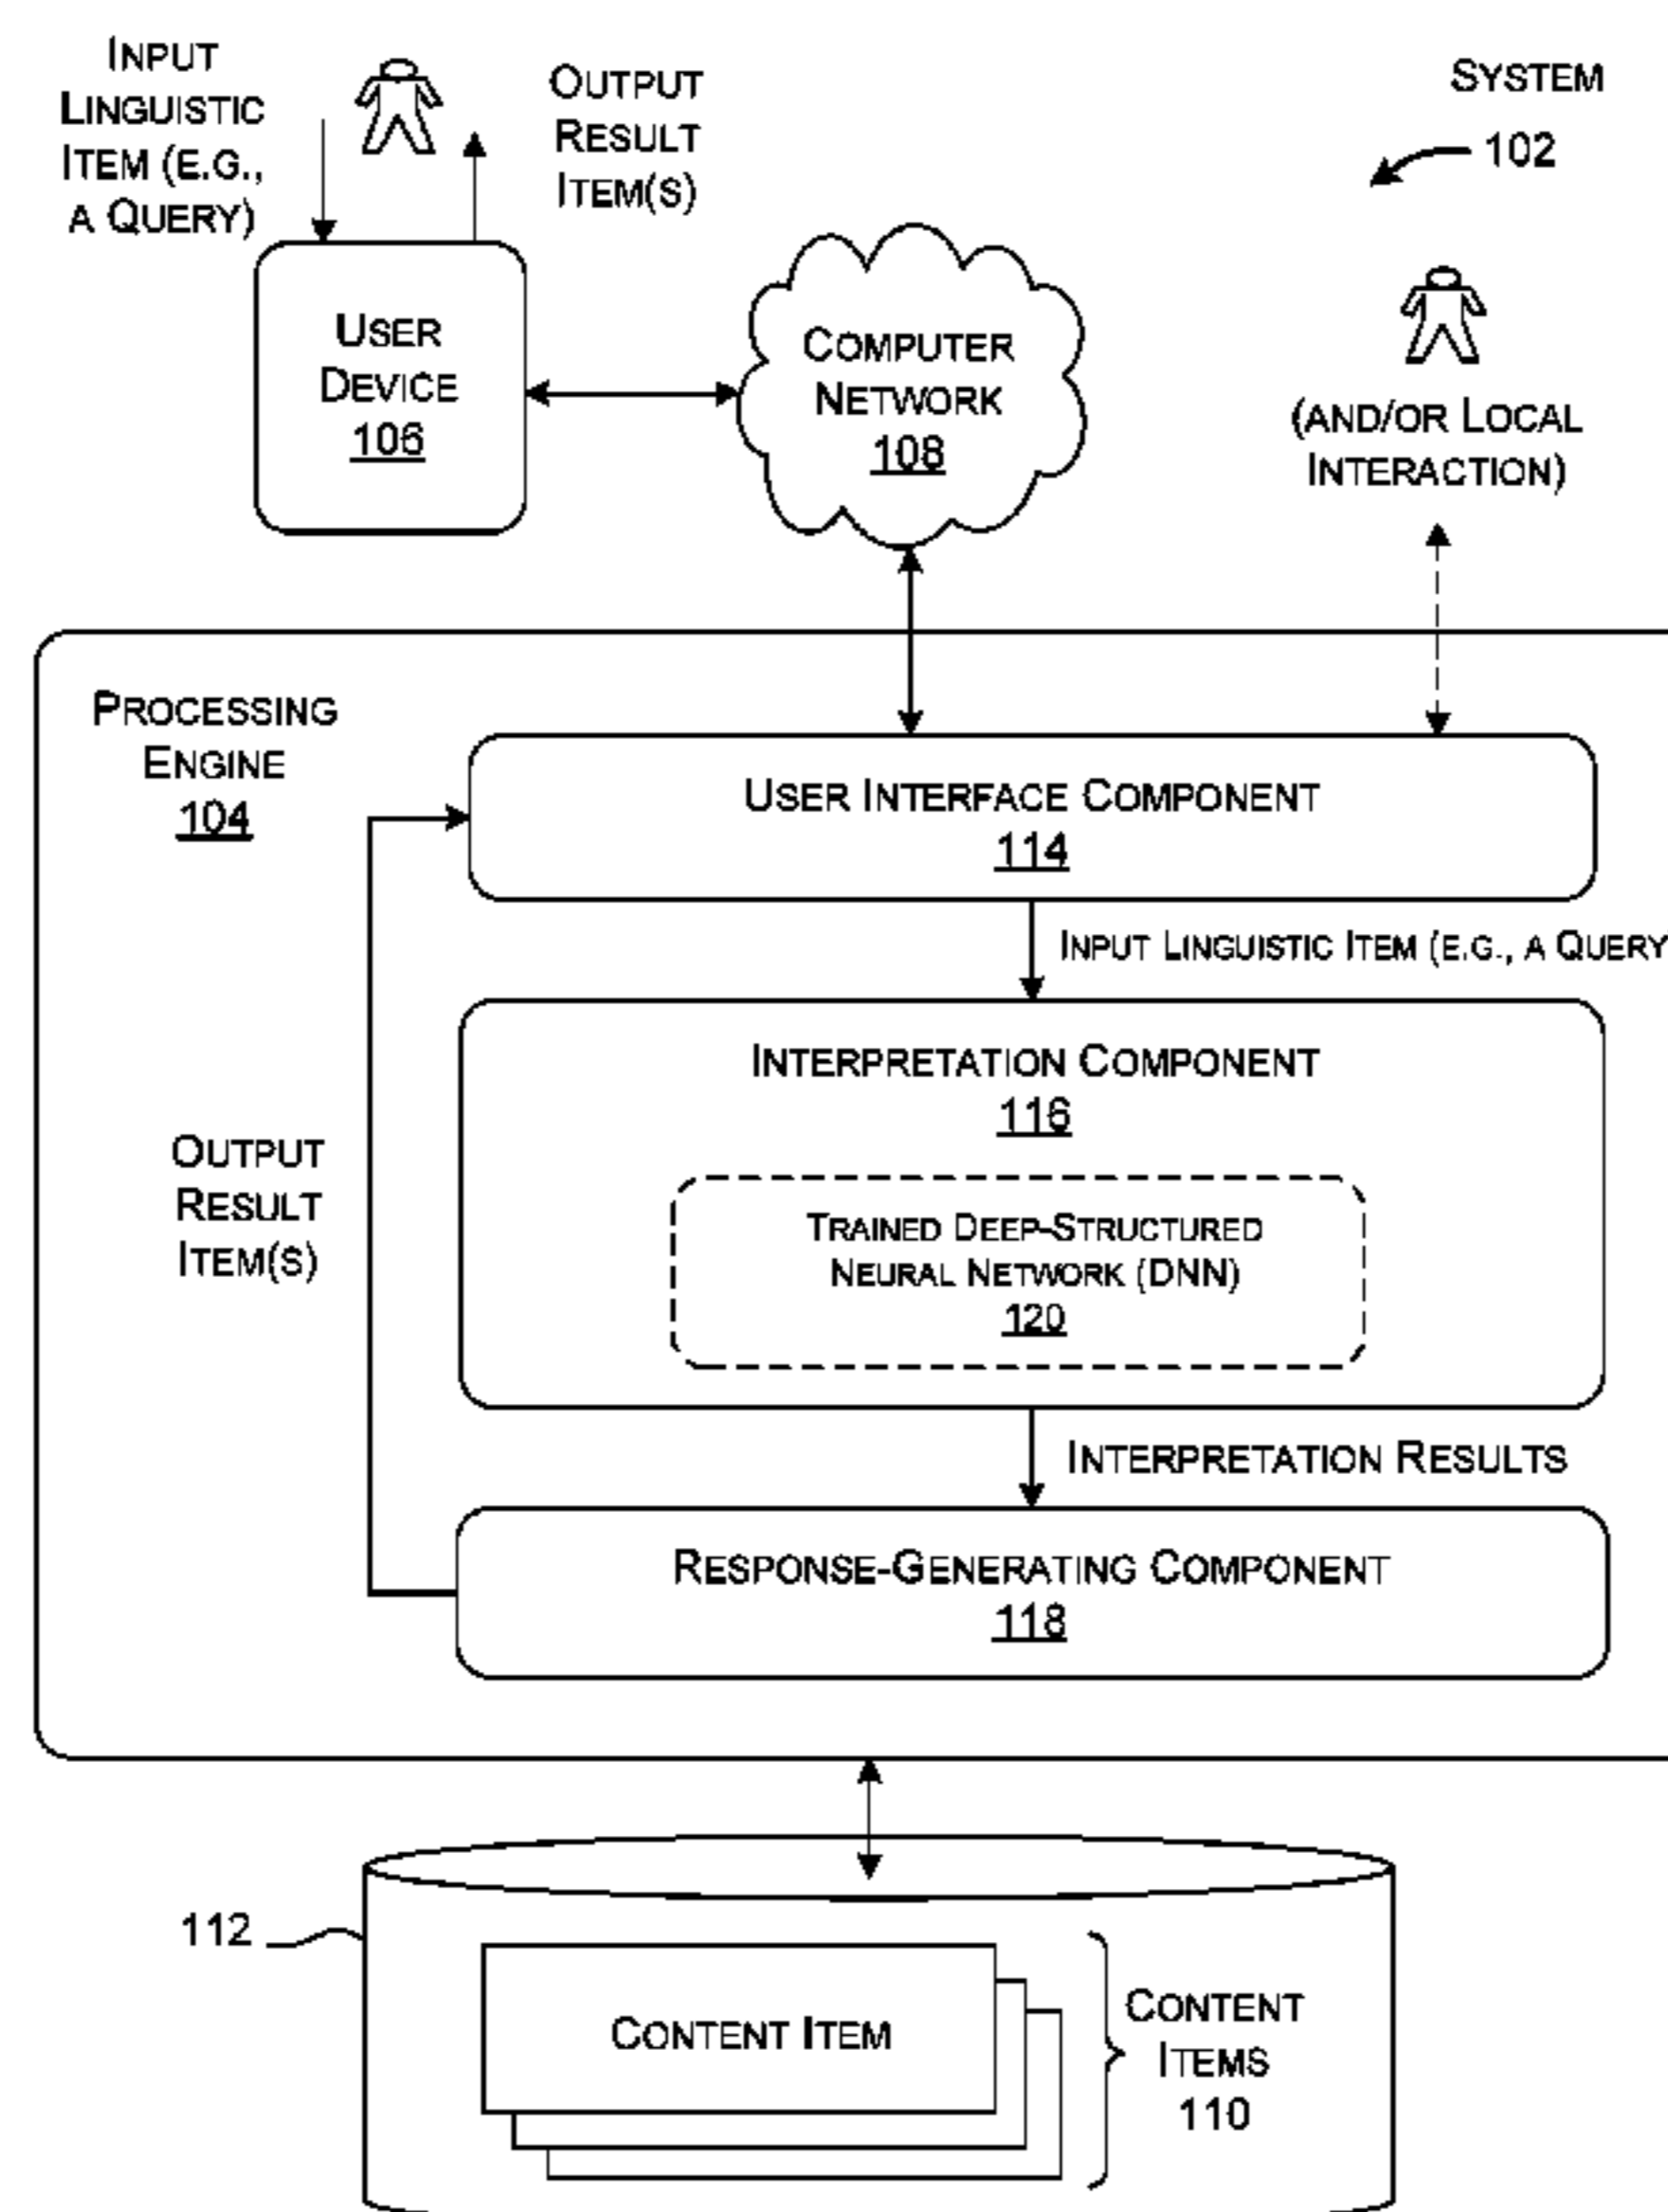 INPUT
LINGUISTIC
ITEM (E.G.,
A QUERY)
OUTPUT
RESULT
ITEM(S)
SYSTEM
102
USER
DEVICE
106
COMPUTER
NETWORK
108
(AND/OR LOCAL
INTERACTION)
PROCESSING
ENGINE
104
USER INTERFACE COMPONENT
114
INPUT LINGUISTIC ITEM (E.G., A QUERY
INTERPRETATION COMPONENT
116
TRAINED DEEP-STRUCTURED
NEURAL NETWORK (DNN)
120
OUTPUT
RESULT
ITEM(S)
INTERPRETATION RESULTS
RESPONSE-GENERATING COMPONENT
118
112
CONTENT ITEM
CONTENT
ITEMS
110